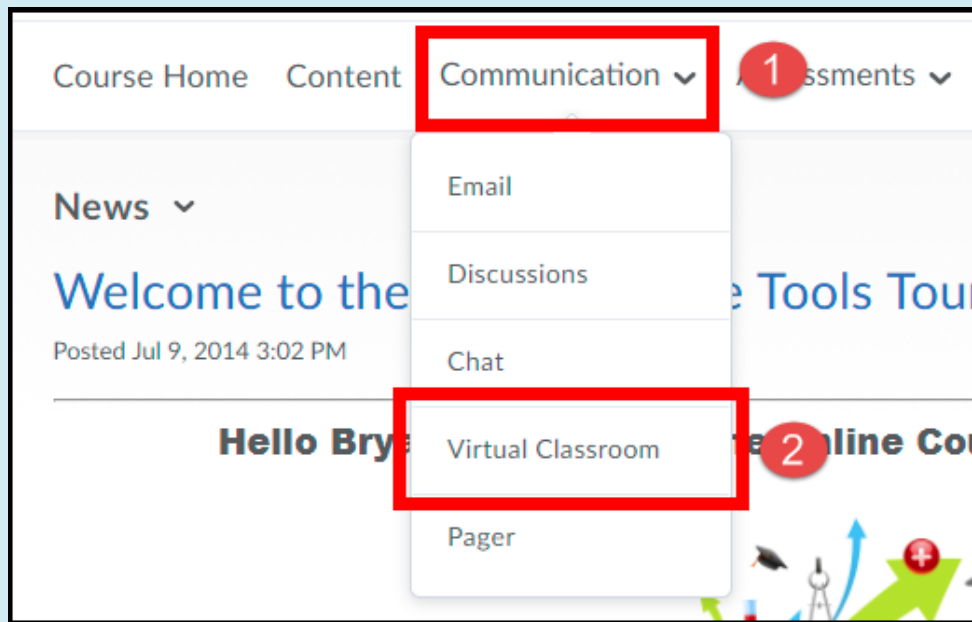 Course Home Content Communication 1 ssments
News
Email
Welcome to the e Tools Tour
Discussions
Posted Jul 9, 2014 3:02 PM
Chat
Hello Bry line Cou
Virtual Classroom 2
Pager